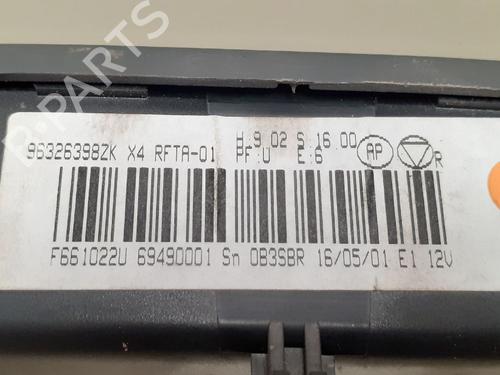 H.9.02 S.16.00
96326398ZK X4 RFTA-01 PF:U E:6 AP R
F661022U 69490001 Sn 0B3SBR 16/05/01 E1 12V
R-PARTS